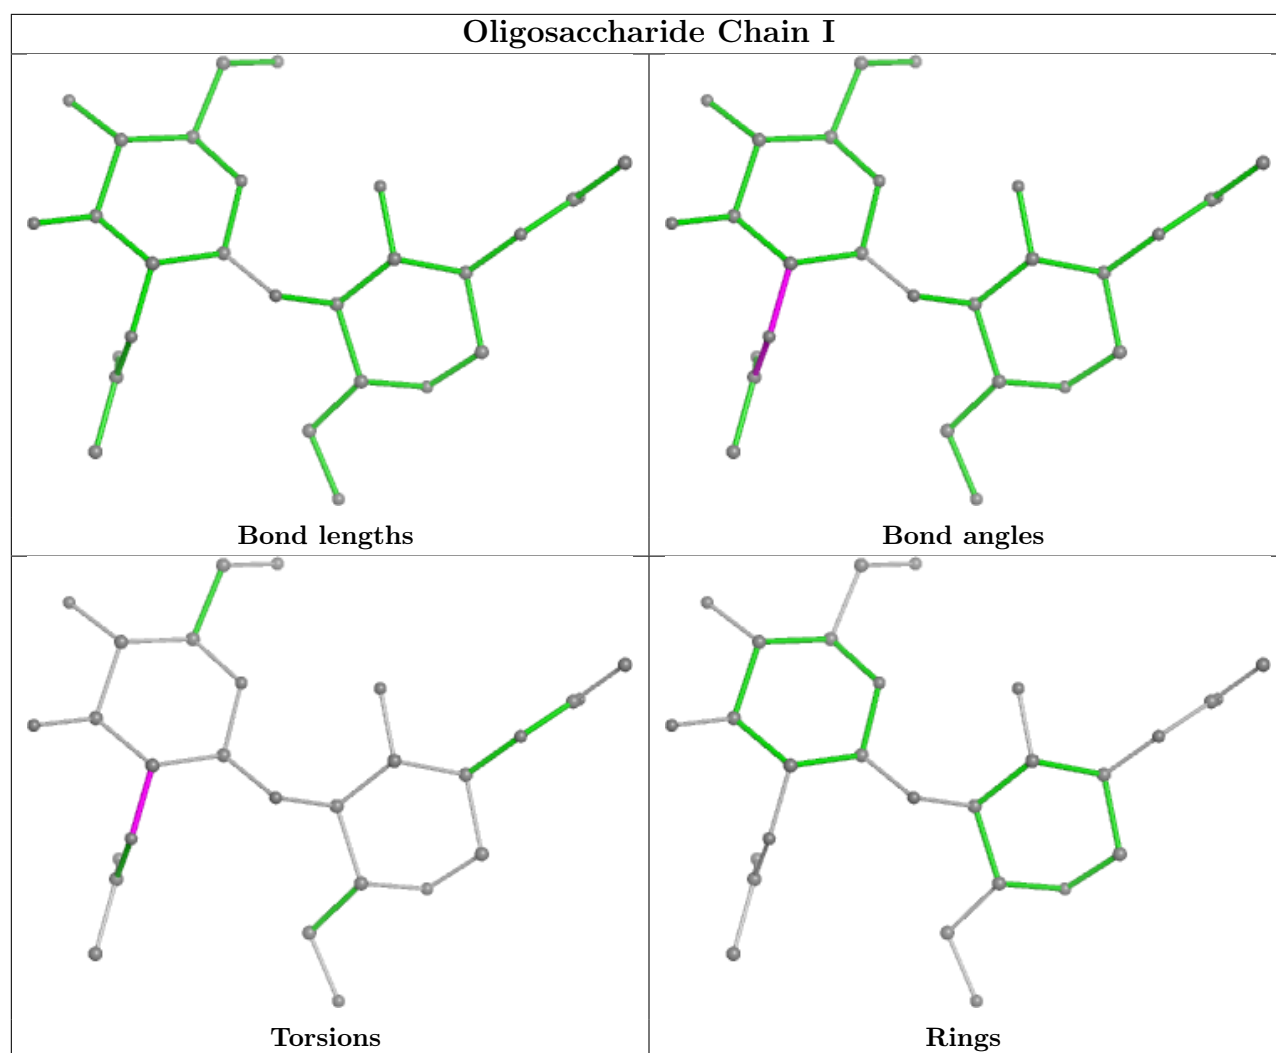 Oligosaccharide Chain I
Bond lengths
Bond angles
Torsions
Rings